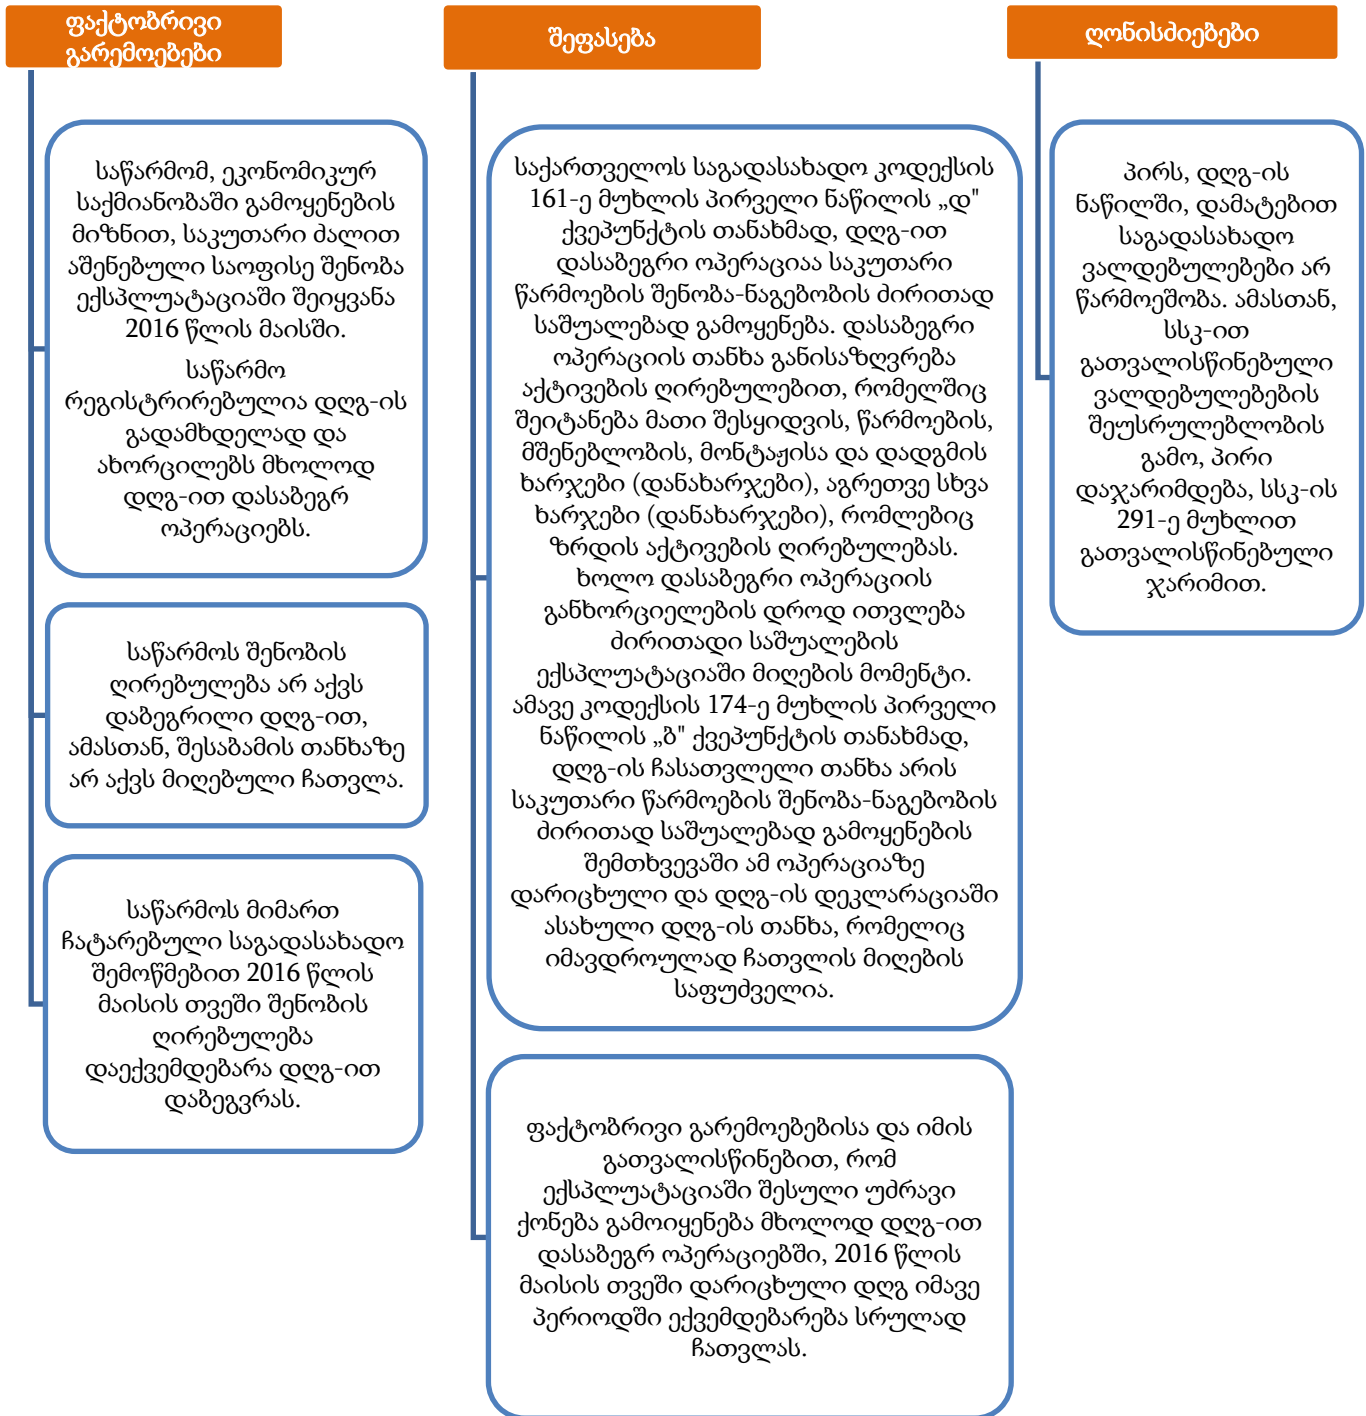 ფაქტობრივი
გარემოებები
საწარმომ, ეკონომიკურ
საქმიანობაში გამოყენების
მიზნით, საკუთარი ძალით
აშენებული საოფისე შენობა
ექსპლუატაციაში შეიყვანა
2016 წლის მაისში.
საწარმო
რეგისტრირებულია დღგ-ის
გადამხდელად და
ახორცილებს მხოლოდ
დღგ-ით დასაბეგრ
ოპერაციებს.
საწარმოს შენობის
ღირებულება არ აქვს
დაბეგრილი დღგ-ით,
ამასთან, შესაბამის თანხაზე
არ აქვს მიღებული ჩათვლა.
საწარმოს მიმართ
ჩატარებული საგადასახადო
შემოწმებით 2016 წლის
მაისის თვეში შენობის
ღირებულება
დაექვემდებარა დღგ-ით
დაბეგვრას.
შეფასება
საქართველოს საგადასახადო კოდექსის
161-ე მუხლის პირველი ნაწილის „დ"
ქვეპუნქტის თანახმად, დღგ-ით
დასაბეგრი ოპერაციაა საკუთარი
წარმოების შენობა-ნაგებობის ძირითად
საშუალებად გამოყენება. დასაბეგრი
ოპერაციის თანხა განისაზღვრება
აქტივების ღირებულებით, რომელშიც
შეიტანება მათი შესყიდვის, წარმოების,
მშენებლობის, მონტაჟისა და დადგმის
ხარჯები (დანახარჯები), აგრეთვე სხვა
ხარჯები (დანახარჯები), რომლებიც
ზრდის აქტივების ღირებულებას.
ხოლო დასაბეგრი ოპერაციის
განხორციელების დროდ ითვლება
ძირითადი საშუალების
ექსპლუატაციაში მიღების მომენტი.
ამავე კოდექსის 174-ე მუხლის პირველი
ნაწილის „ბ" ქვეპუნქტის თანახმად,
დღგ-ის ჩასათვლელი თანხა არის
საკუთარი წარმოების შენობა-ნაგებობის
ძირითად საშუალებად გამოყენების
შემთხვევაში ამ ოპერაციაზე
დარიცხული და დღგ-ის დეკლარაციაში
ასახული დღგ-ის თანხა, რომელიც
იმავდროულად ჩათვლის მიღების
საფუძველია.
ფაქტობრივი გარემოებებისა და იმის
გათვალისწინებით, რომ
ექსპლუატაციაში შესული უძრავი
ქონება გამოიყენება მხოლოდ დღგ-ით
დასაბეგრ ოპერაციებში, 2016 წლის
მაისის თვეში დარიცხული დღგ იმავე
პერიოდში ექვემდებარება სრულად
ჩათვლას.
ღონისძიებები
პირს, დღგ-ის
ნაწილში, დამატებით
საგადასახადო
ვალდებულებები არ
წარმოეშობა. ამასთან,
სსკ-ით
გათვალისწინებული
ვალდებულებების
შეუსრულებლობის
გამო, პირი
დაჯარიმდება, სსკ-ის
291-ე მუხლით
გათვალისწინებული
ჯარიმით.